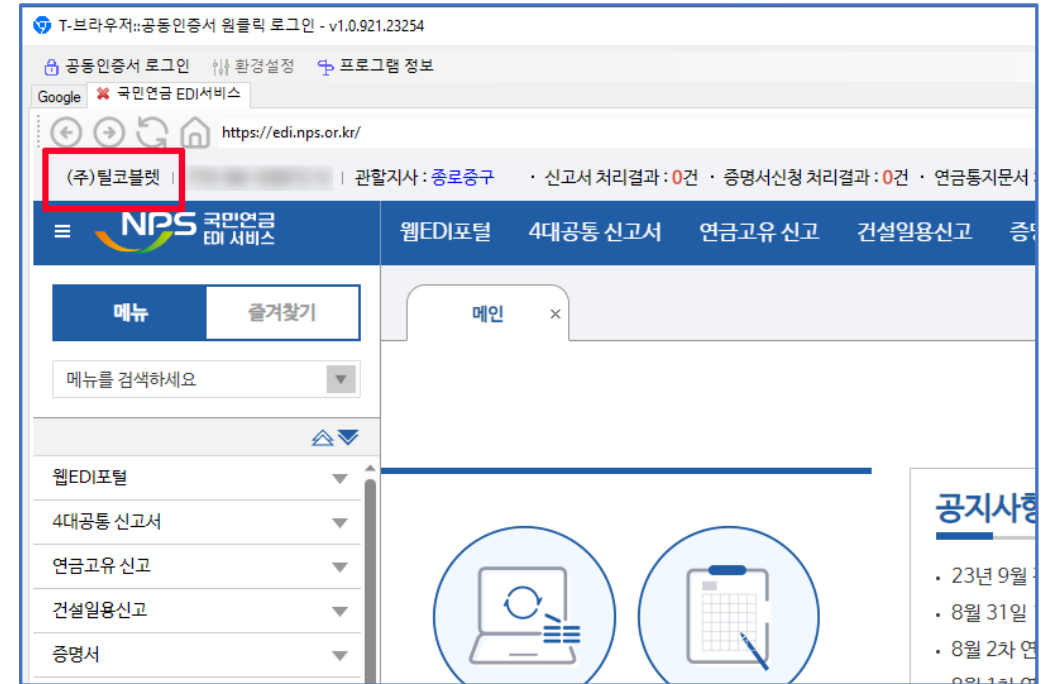 T-브라우저::공동인증서 원클릭 로그인 - v1.0.921.23254
공동인증서 로그인 환경설정 프로그램 정보
Google 국민연금 EDI서비스
https://edi.nps.or.kr/
(주)틸코블렛 | | 관할지사 : 종로중구 · 신고서 처리결과 : 0건 · 증명서신청 처리결과 : 0건 · 연금통지문서
NPS 국민연금 EDI 서비스
웹EDI포털 4대공통 신고서 연금고유 신고 건설일용신고
메뉴 즐겨찾기
메인 ×
메뉴를 검색하세요
웹EDI포털
4대공통 신고서
연금고유 신고
건설일용신고
증명서
공지사항
· 23년 9월
· 8월 31일
· 8월 2차 연